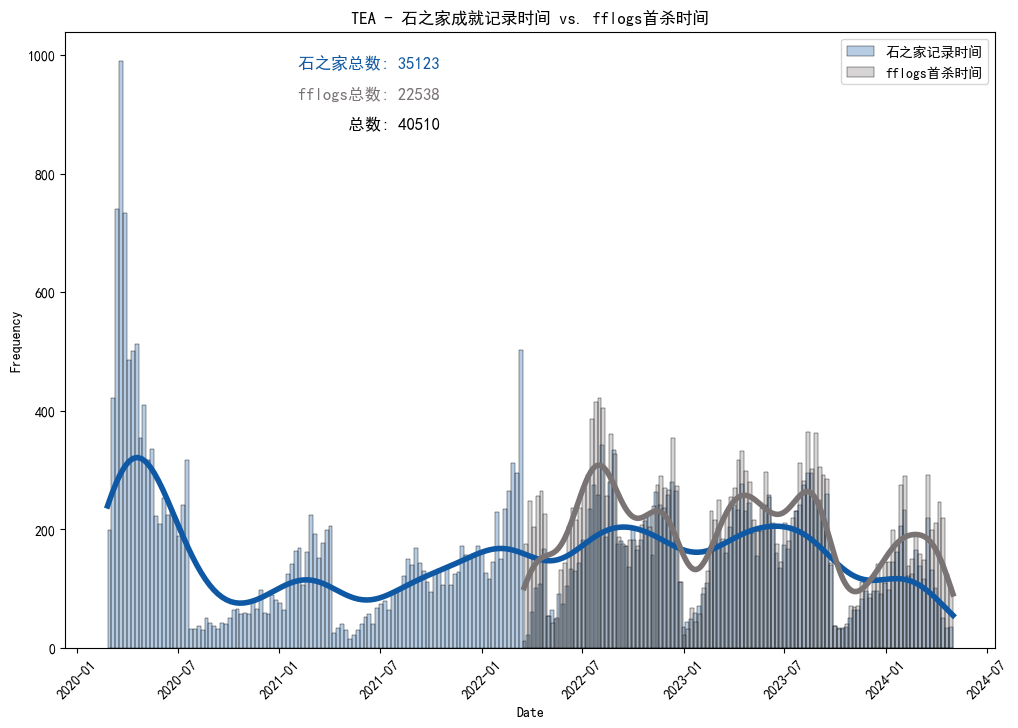 TEA - 石之家成就记录时间 vs. fflogs首杀时间
1000
800
600
400
200
0
Frequency
石之家总数: 35123
fflogs总数: 22538
总数: 40510
石之家记录时间
fflogs首杀时间
2020-01
2020-07
2021-01
2021-07
2022-01
2022-07
2023-01
2023-07
2024-01
2024-07
Date